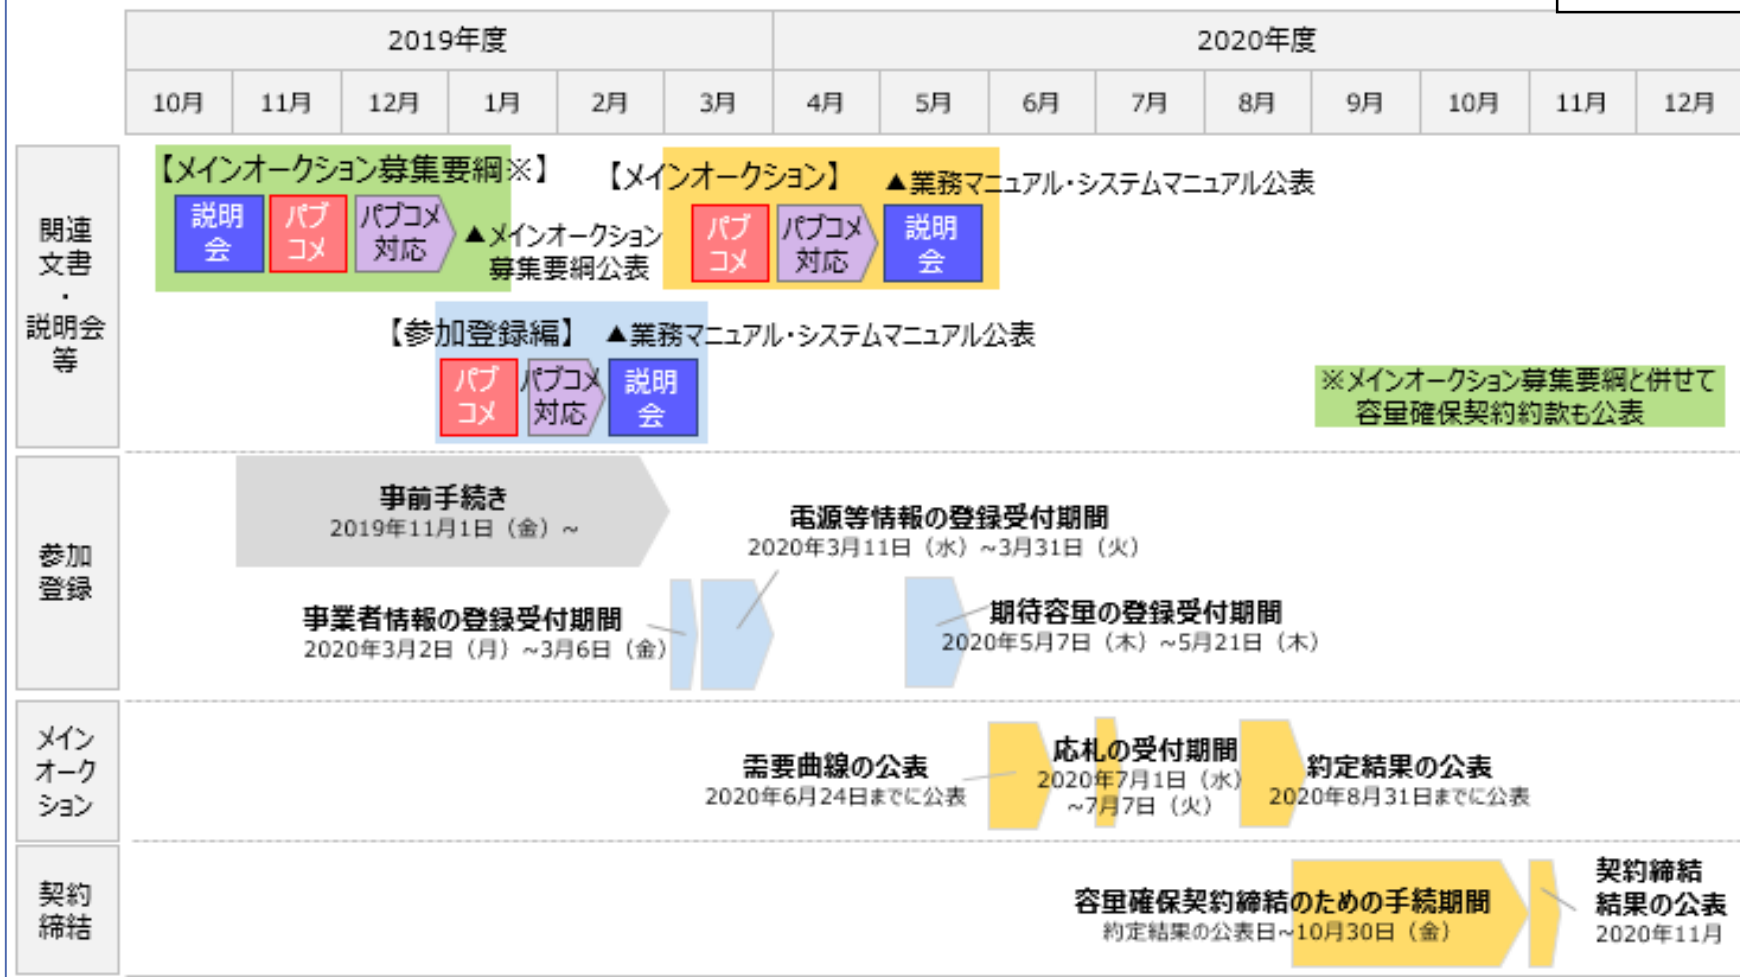 2019年度
2020年度
10月 11月 12月 1月 2月 3月 4月 5月 6月 7月 8月 9月 10月 11月 12月
関連
文書
・
説明会
等
【メインオークション募集要綱※】
説明
会
パブ
コメ
パブコメ
対応
▲メインオークション
募集要綱公表
【メインオークション】
▲業務マニュアル・システムマニュアル公表
パブ
コメ
パブコメ
対応
説明
会
【参加登録編】
▲業務マニュアル・システムマニュアル公表
パブ
コメ
パブコメ
対応
説明
会
※メインオークション募集要綱と併せて
容量確保契約約款も公表
参加
登録
事前手続き
2019年11月1日（金）~
電源等情報の登録受付期間
2020年3月11日（水）~3月31日（火）
事業者情報の登録受付期間
2020年3月2日（月）~3月6日（金）
期待容量の登録受付期間
2020年5月7日（木）~5月21日（木）
メイン
オーク
ション
需要曲線の公表
2020年6月24日までに公表
応札の受付期間
2020年7月1日（水）
~7月7日（火）
約定結果の公表
2020年8月31日までに公表
契約
締結
容量確保契約締結のための手続期間
約定結果の公表日~10月30日（金）
契約締結
結果の公表
2020年11月